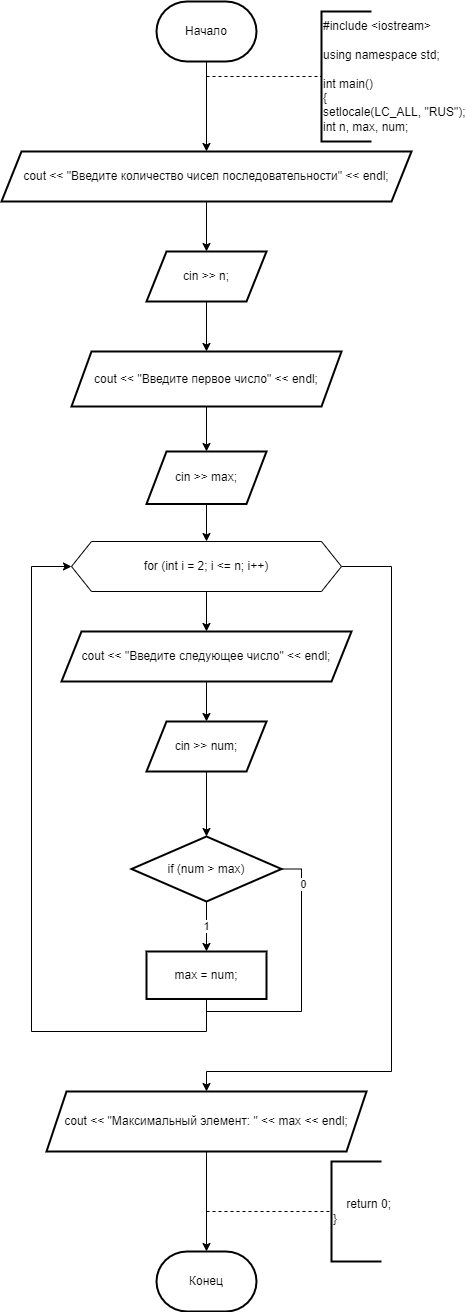 Начало
#include <iostream>
using namespace std;
int main()
{
setlocale(LC_ALL, "RUS");
int n, max, num;
cout << "Введите количество чисел последовательности" << endl;
cin >> n;
cout << "Введите первое число" << endl;
cin >> max;
for (int i = 2; i <= n; i++)
cout << "Введите следующее число" << endl;
cin >> num;
if (num > max)
0
1
max = num;
cout << "Максимальный элемент: " << max << endl;
return 0;
}
Конец